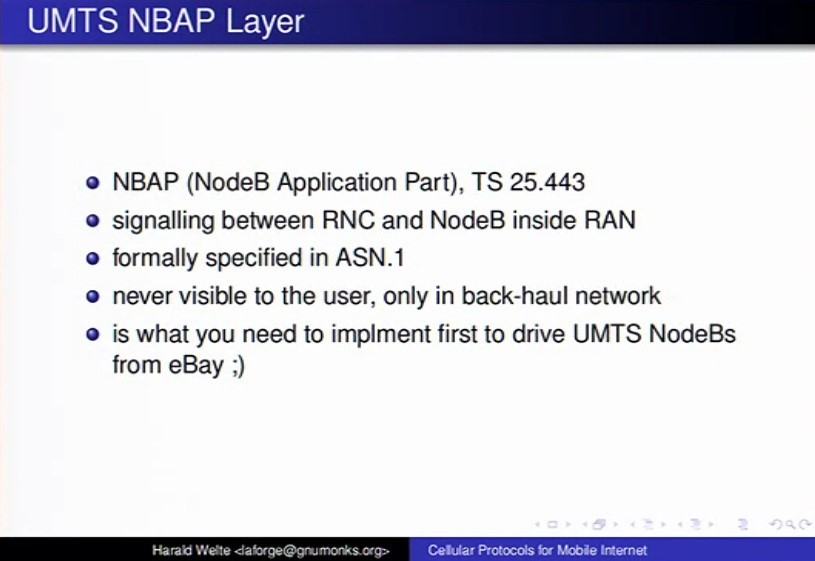 UMTS NBAP Layer
NBAP (NodeB Application Part), TS 25.443
signalling between RNC and NodeB inside RAN
formally specified in ASN.1
never visible to the user, only in back-haul network
is what you need to implment first to drive UMTS NodeBs
from eBay ;)
Harald Welte <laforge@gnumonks.org>
Cellular Protocols for Mobile Internet